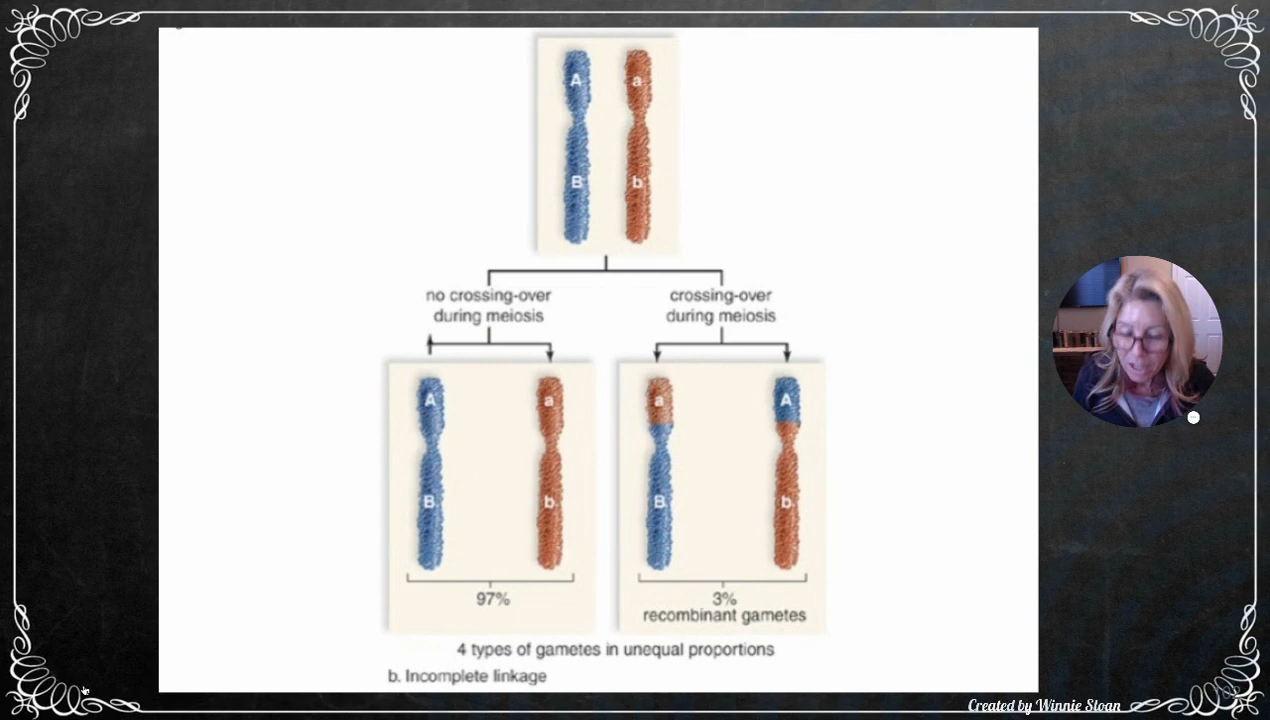 A a
B b
no crossing-over crossing-over
during meiosis during meiosis
A a a A
B b B b
97% 3%
recombinant gametes
4 types of gamete in unequal proportions
b. Incomplete linkage
Created by Winnie Sloan